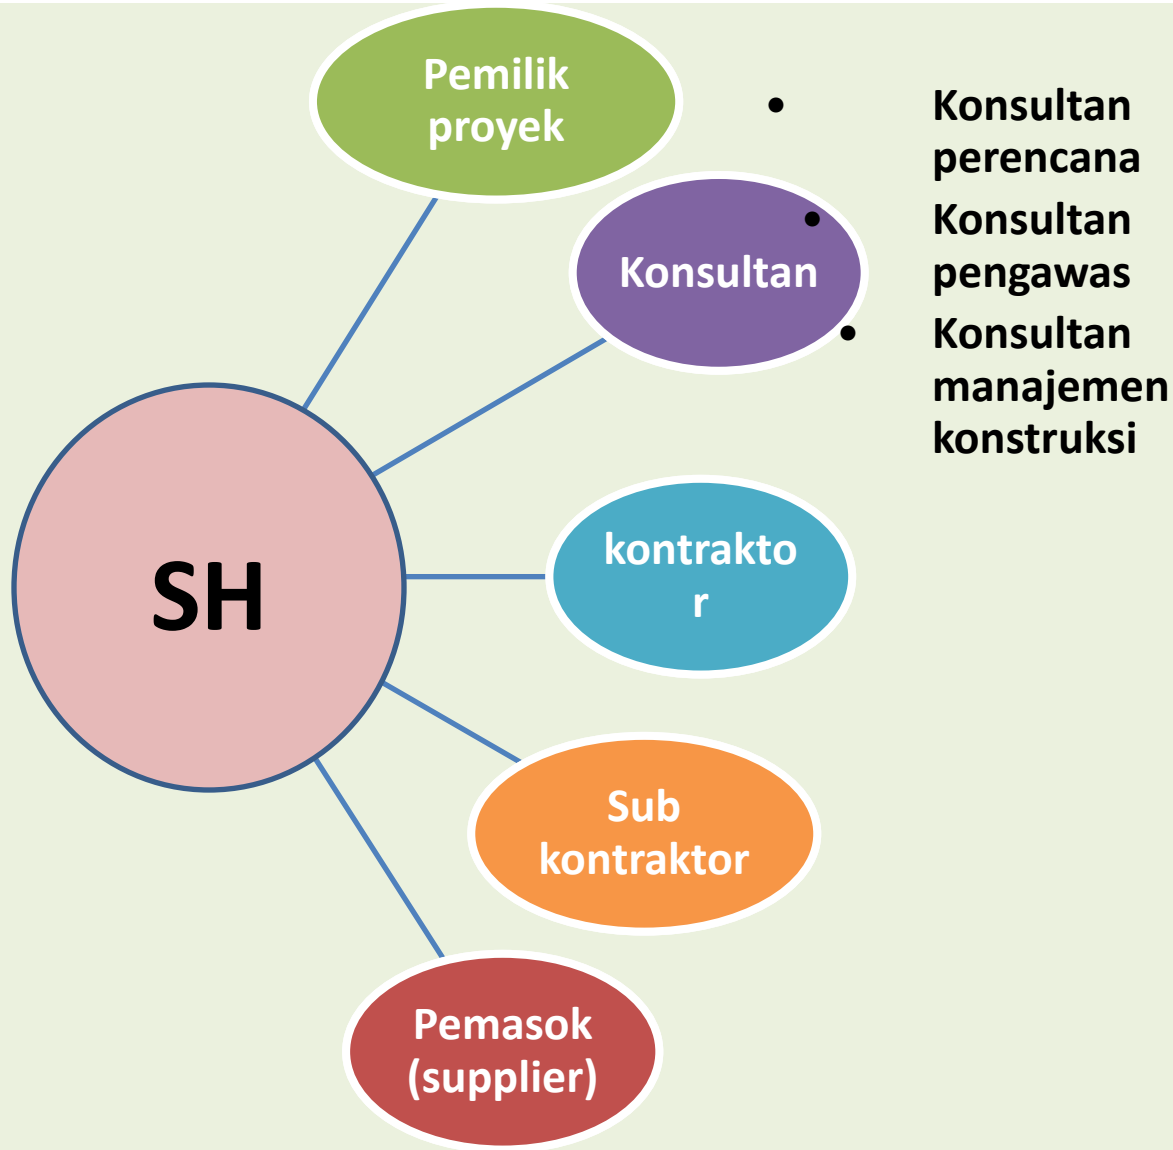 Pemilik
proyek
• Konsultan
perencana
• Konsultan
pengawas
• Konsultan
manajemen
konstruksi
Konsultan
SH
kontrakto
r
Sub
kontraktor
Pemasok
(supplier)